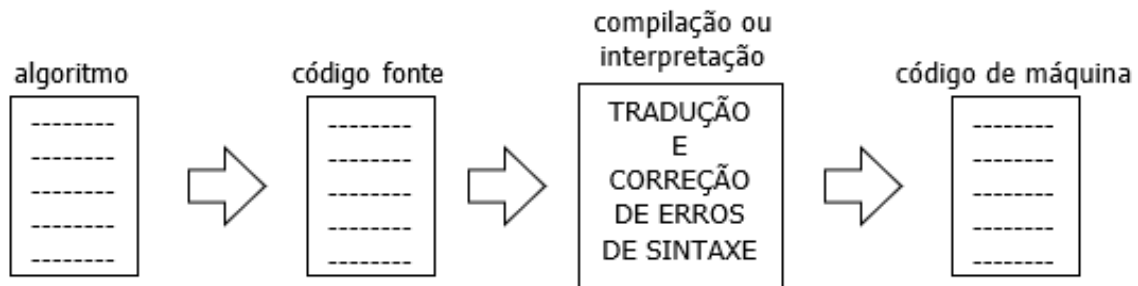 algoritmo
código fonte
compilação ou
interpretação
código de máquina
TRADUÇÃO
E
CORREÇÃO
DE ERROS
DE SINTAXE